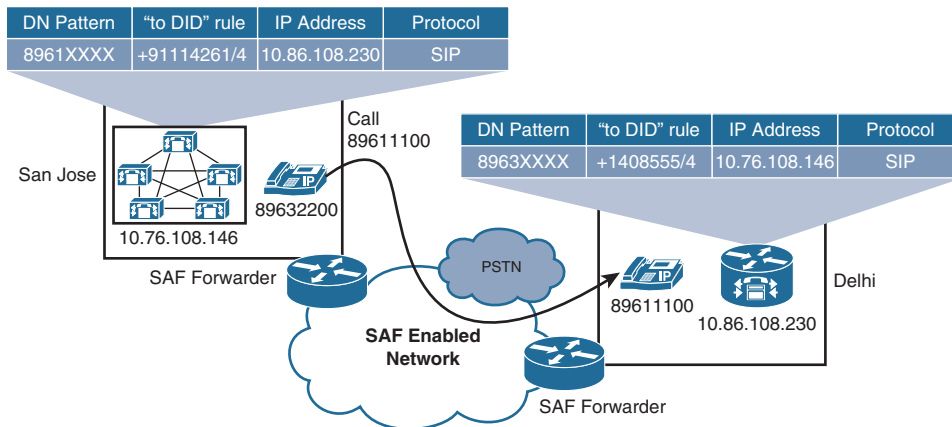 DN Pattern “to DID” rule IP Address Protocol
8961XXXX +91114261/4 10.86.108.230 SIP
Call
89611100
DN Pattern “to DID” rule IP Address Protocol
8963XXXX +1408555/4 10.76.108.146 SIP
San Jose
IP
89632200
10.76.108.146
SAF Forwarder
PSTN
IP
89611100
10.86.108.230
Delhi
SAF Enabled
Network
SAF Forwarder